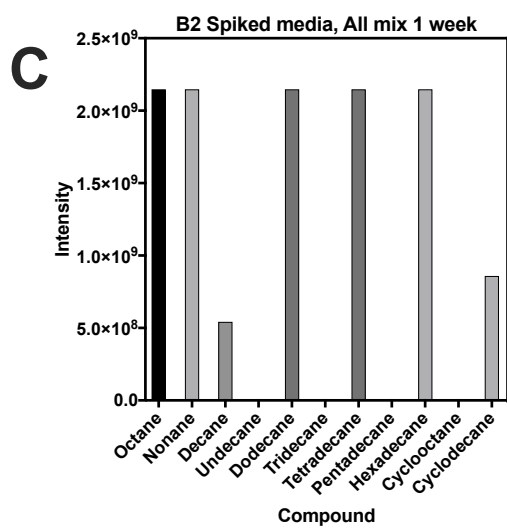 C
B2 Spiked media, All mix 1 week
2.5×10⁹
2.0×10⁹
1.5×10⁹
1.0×10⁹
5.0×10⁸
0.0
Intensity
Octane
Nonane
Decane
Undecane
Dodecane
Tridecane
Tetradecane
Pentadecane
Hexadecane
Cyclooctane
Cyclodecane
Compound